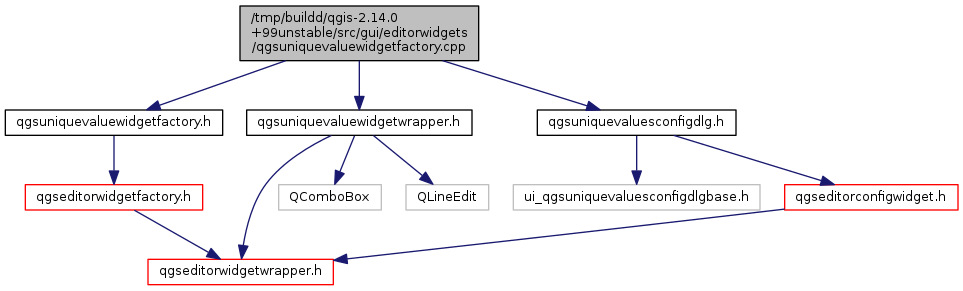 /tmp/buildd/qgis-2.14.0
+99unstable/src/gui/editorwidgets
/qgsuniquevaluewidgetfactory.cpp
qgsuniquevaluewidgetfactory.h
qgsuniquevaluewidgetwrapper.h
qgsuniquevaluesconfigdlg.h
qgseditorwidgetfactory.h
QComboBox
QLineEdit
ui_qgsuniquevaluesconfigdlgbase.h
qgseditorconfigwidget.h
qgseditorwidgetwrapper.h